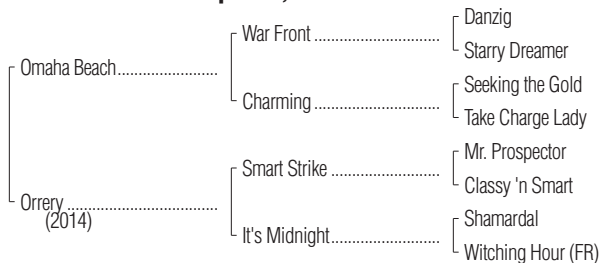 Danzig
War Front
Starry Dreamer
Omaha Beach
Seeking the Gold
Charming
Take Charge Lady
Mr. Prospector
Smart Strike
Classy 'n Smart
Orrery
(2014)
Shamardal
It's Midnight
Witching Hour (FR)